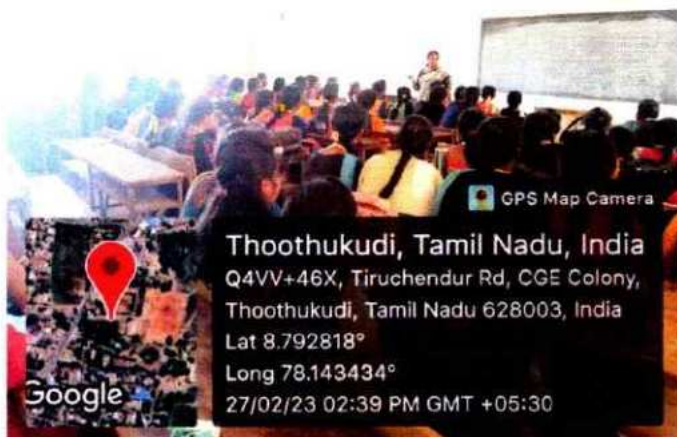 GPS Map Camera
Thoothukudi, Tamil Nadu, India
Q4VV+46X, Tiruchendur Rd, CGE Colony,
Thoothukudi, Tamil Nadu 628003, India
Lat 8.792818°
Long 78.143434°
27/02/23 02:39 PM GMT +05:30
Google